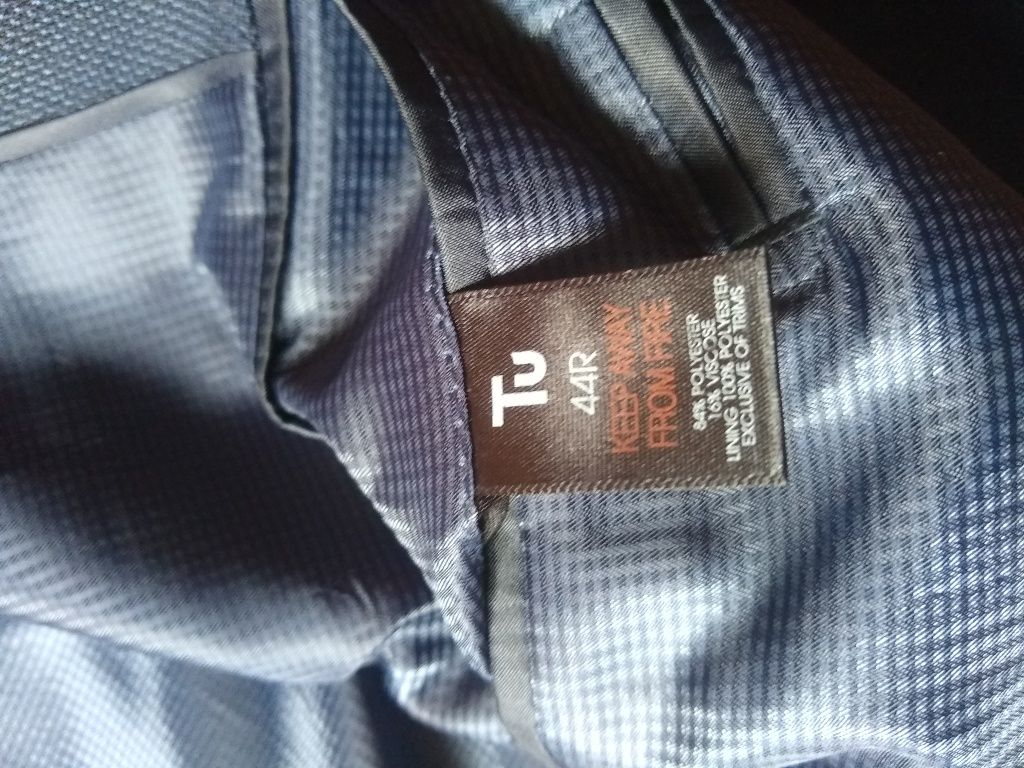 Tu
44R
KEEP AWAY
FROM FIRE
84% POLYESTER
16% VISCOSE
LINING 100% POLYESTER
EXCLUSIVE OF TRIMS